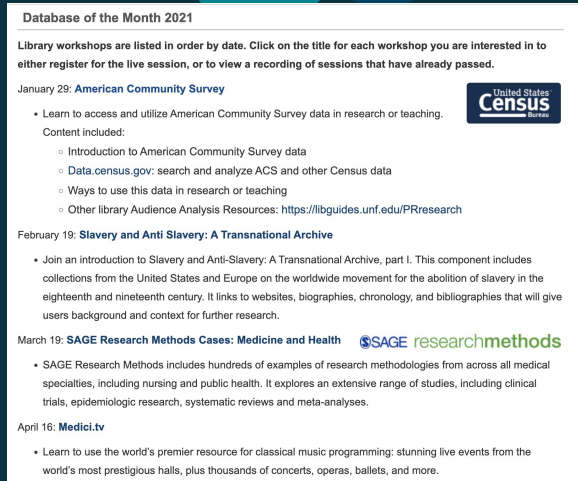 Database of the Month 2021
Library workshops are listed in order by date. Click on the title for each workshop you are interested in to
either register for the live session, or to view a recording of sessions that have already passed.
January 29: American Community Survey
United States®
Census
Bureau
• Learn to access and utilize American Community Survey data in research or teaching.
Content included:
◦ Introduction to American Community Survey data
◦ Data.census.gov: search and analyze ACS and other Census data
◦ Ways to use this data in research or teaching
◦ Other library Audience Analysis Resources: https://libguides.unf.edu/PRresearch
February 19: Slavery and Anti Slavery: A Transnational Archive
• Join an introduction to Slavery and Anti-Slavery: A Transnational Archive, part I. This component includes
collections from the United States and Europe on the worldwide movement for the abolition of slavery in the
eighteenth and nineteenth century. It links to websites, biographies, chronology, and bibliographies that will give
users background and context for further research.
March 19: SAGE Research Methods Cases: Medicine and Health
SAGE researchmethods
• SAGE Research Methods includes hundreds of examples of research methodologies from across all medical
specialties, including nursing and public health. It explores an extensive range of studies, including clinical
trials, epidemiologic research, systematic reviews and meta-analyses.
April 16: Medici.tv
• Learn to use the world's premier resource for classical music programming: stunning live events from the
world's most prestigious halls, plus thousands of concerts, operas, ballets, and more.